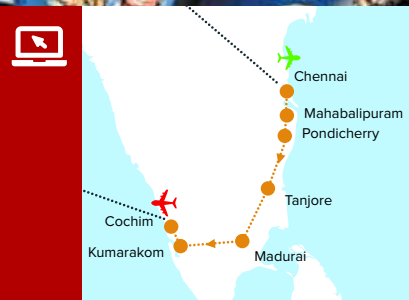 Chennai
Mahabalipuram
Pondicherry
Tanjore
Cochim
Kumarakom
Madurai